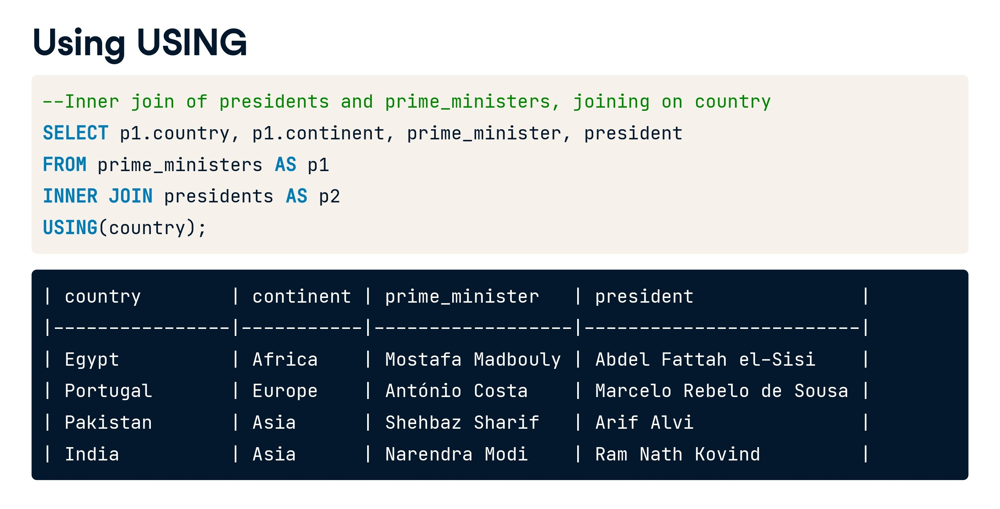 Using USING
--Inner join of presidents and prime_ministers, joining on country
SELECT p1.country, p1.continent, prime_minister, president
FROM prime_ministers AS p1
INNER JOIN presidents AS p2
USING(country);
| country        | continent | prime_minister   | president               |
|----------------|-----------|------------------|-------------------------|
| Egypt          | Africa    | Mostafa Madbouly | Abdel Fattah el-Sisi    |
| Portugal       | Europe    | António Costa    | Marcelo Rebelo de Sousa |
| Pakistan       | Asia      | Shehbaz Sharif   | Arif Alvi               |
| India          | Asia      | Narendra Modi    | Ram Nath Kovind         |